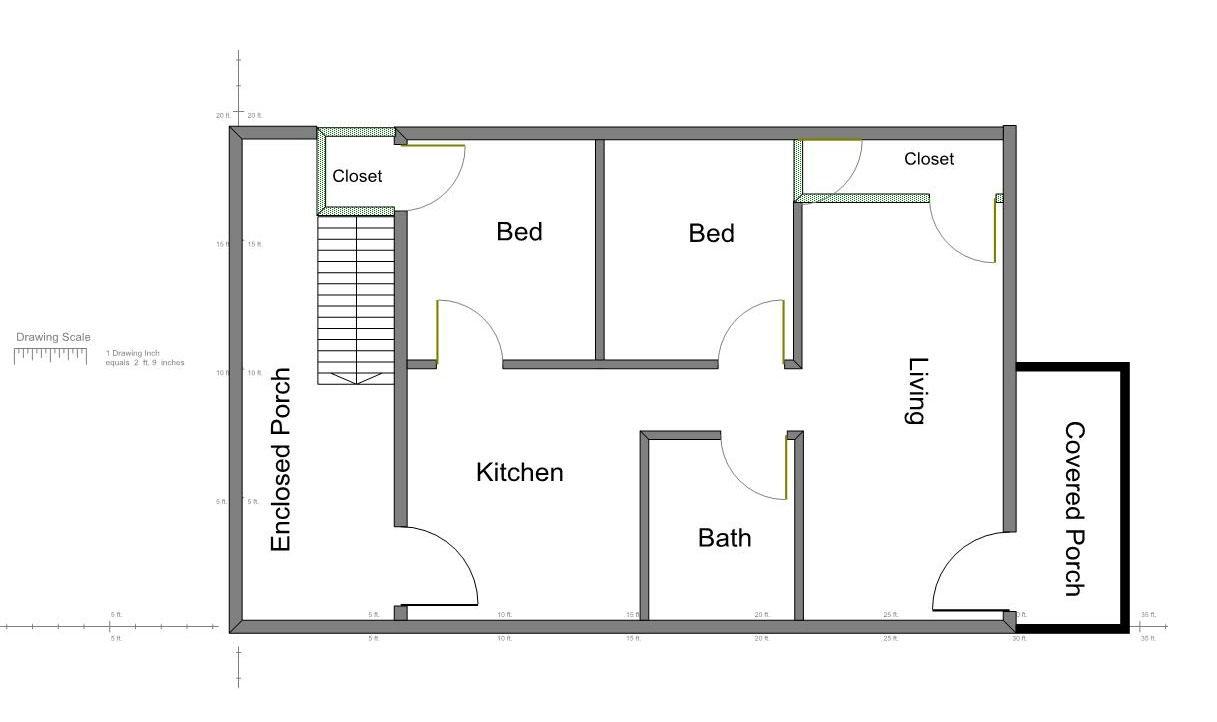 20 ft. 20 ft.
Closet
Closet
Bed
Bed
15 ft. 15 ft.
Drawing Scale
1 Drawing Inch
equals 2 ft. 9 inches
10 ft. 10 ft.
Living
Enclosed Porch
Covered Porch
Kitchen
5 ft. 5 ft.
Bath
5 ft. 5 ft. 10 ft. 15 ft. 20 ft. 25 ft. 35 ft.
5 ft. 5 ft. 10 ft. 15 ft. 20 ft. 25 ft. 30 ft. 35 ft.